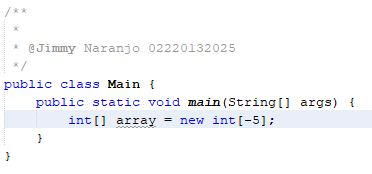 /**
 *
 * @Jimmy Naranjo 02220132025
 */
public class Main {
    public static void main(String[] args) {
        int[] array = new int[-5];
    }
}